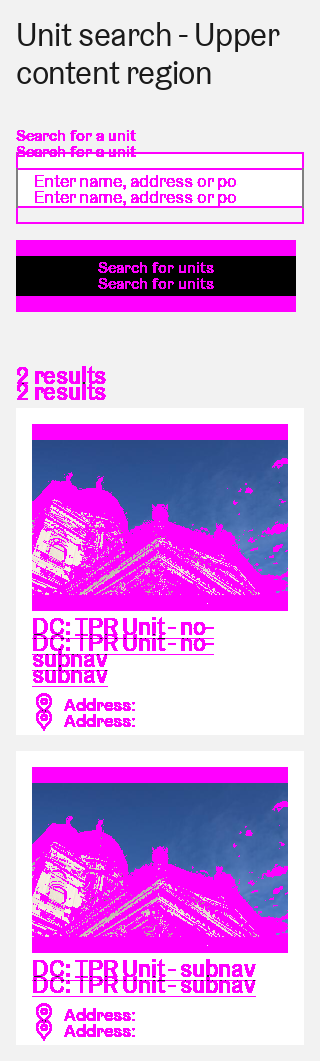 Unit search - Upper
content region
Search for a unit
Search for a unit
Enter name, address or po
Enter name, address or po
Search for units
Search for units
2 results
2 results
DC: TPR Unit - no-
DC: TPR Unit - no-
subnav
subnav
Address:
Address:
DC: TPR Unit - subnav
DC: TPR Unit - subnav
Address:
Address: